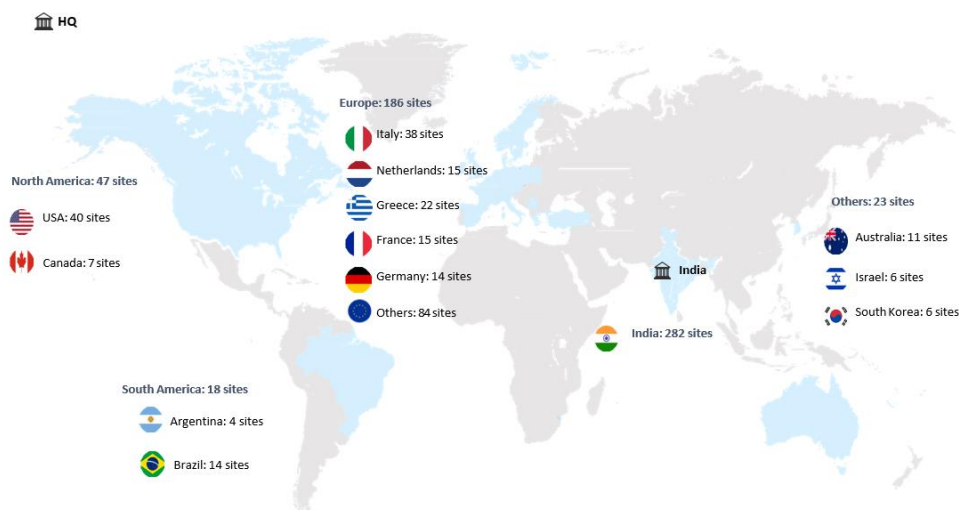 HQ
Europe: 186 sites
Italy: 38 sites
Netherlands: 15 sites
Greece: 22 sites
France: 15 sites
Germany: 14 sites
Others: 84 sites
North America: 47 sites
USA: 40 sites
Canada: 7 sites
Others: 23 sites
Australia: 11 sites
Israel: 6 sites
South Korea: 6 sites
India
India: 282 sites
South America: 18 sites
Argentina: 4 sites
Brazil: 14 sites